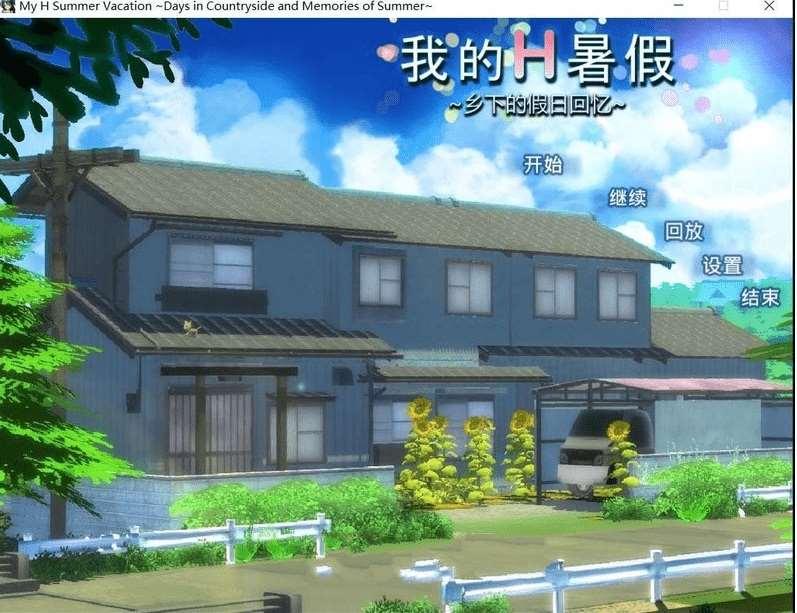 My H Summer Vacation ~Days in Countryside and Memories of Summer~
我的H暑假
~乡下的假日回忆~
开始
继续
回放
设置
结束